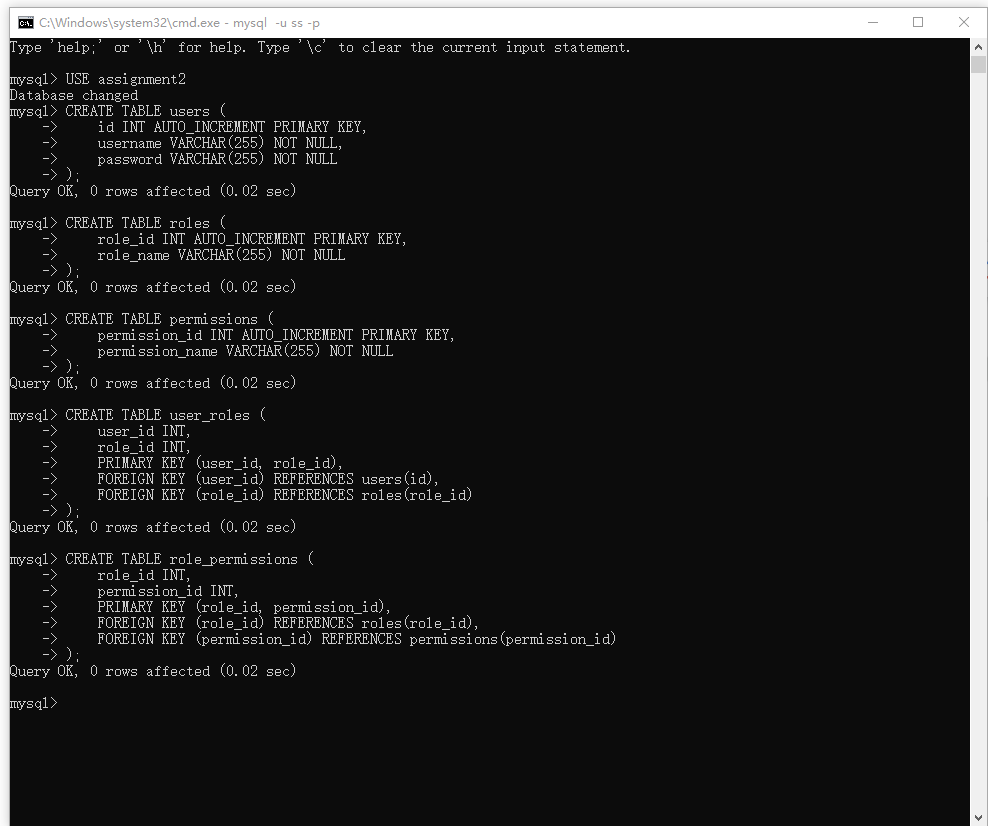 C:\Windows\system32\cmd.exe - mysql  -u ss -p
Type 'help;' or '\h' for help. Type '\c' to clear the current input statement.
mysql> USE assignment2
Database changed
mysql> CREATE TABLE users (
    ->     id INT AUTO_INCREMENT PRIMARY KEY,
    ->     username VARCHAR(255) NOT NULL,
    ->     password VARCHAR(255) NOT NULL
    -> );
Query OK, 0 rows affected (0.02 sec)
mysql> CREATE TABLE roles (
    ->     role_id INT AUTO_INCREMENT PRIMARY KEY,
    ->     role_name VARCHAR(255) NOT NULL
    -> );
Query OK, 0 rows affected (0.02 sec)
mysql> CREATE TABLE permissions (
    ->     permission_id INT AUTO_INCREMENT PRIMARY KEY,
    ->     permission_name VARCHAR(255) NOT NULL
    -> );
Query OK, 0 rows affected (0.02 sec)
mysql> CREATE TABLE user_roles (
    ->     user_id INT,
    ->     role_id INT,
    ->     PRIMARY KEY (user_id, role_id),
    ->     FOREIGN KEY (user_id) REFERENCES users(id),
    ->     FOREIGN KEY (role_id) REFERENCES roles(role_id)
    -> );
Query OK, 0 rows affected (0.02 sec)
mysql> CREATE TABLE role_permissions (
    ->     role_id INT,
    ->     permission_id INT,
    ->     PRIMARY KEY (role_id, permission_id),
    ->     FOREIGN KEY (role_id) REFERENCES roles(role_id),
    ->     FOREIGN KEY (permission_id) REFERENCES permissions(permission_id)
    -> );
Query OK, 0 rows affected (0.02 sec)
mysql>